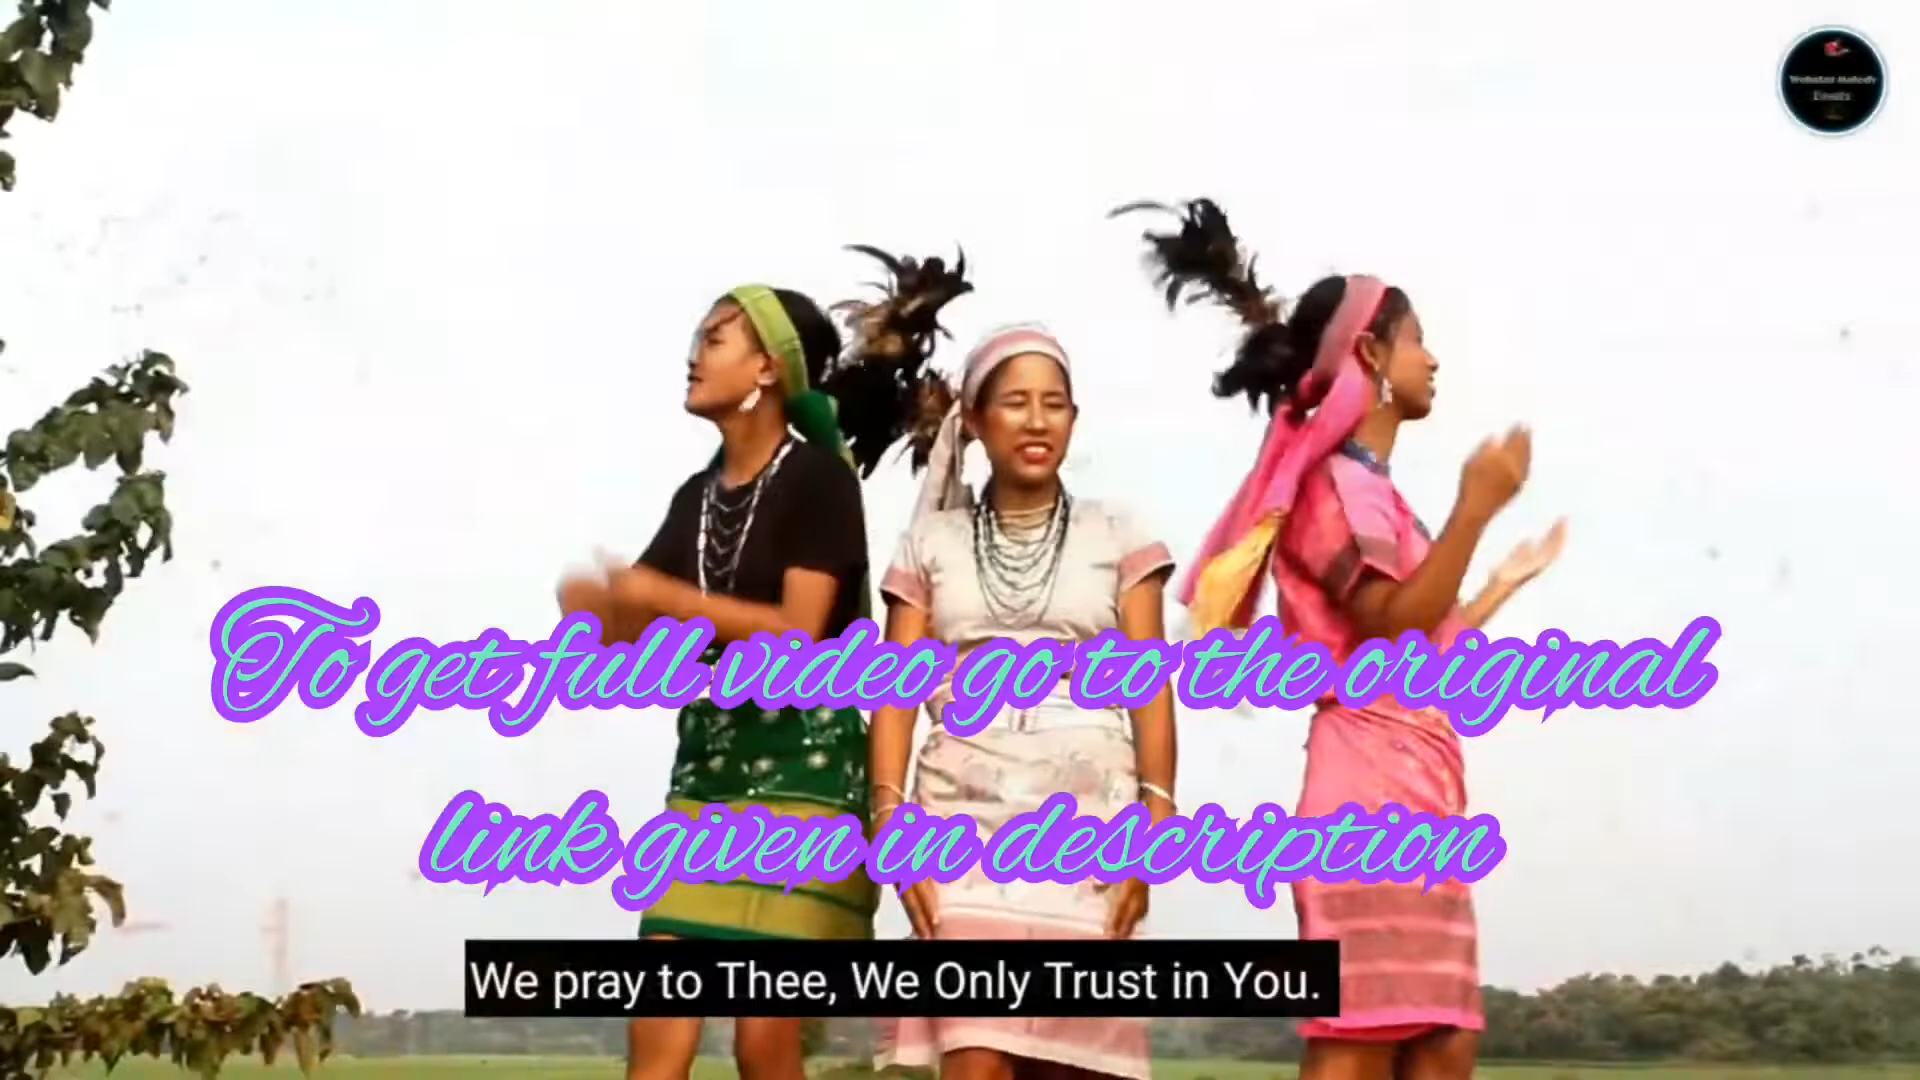 To get full video go to the original
link given in description
We pray to Thee, We Only Trust in You.